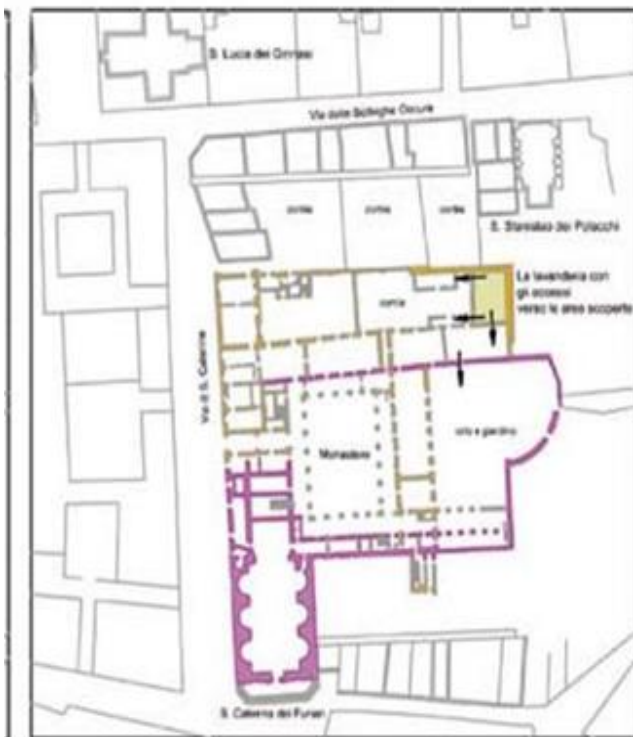 S. Lucia dei Ginnasi
Via delle Botteghe Oscure
cortile
cortile
cortile
S. Stanislao dei Polacchi
La lavanderia con
gli accessi
verso le aree scoperte
cortile
Via di S. Caterina
orto e giardino
Monastero
S. Caterina dei Funari